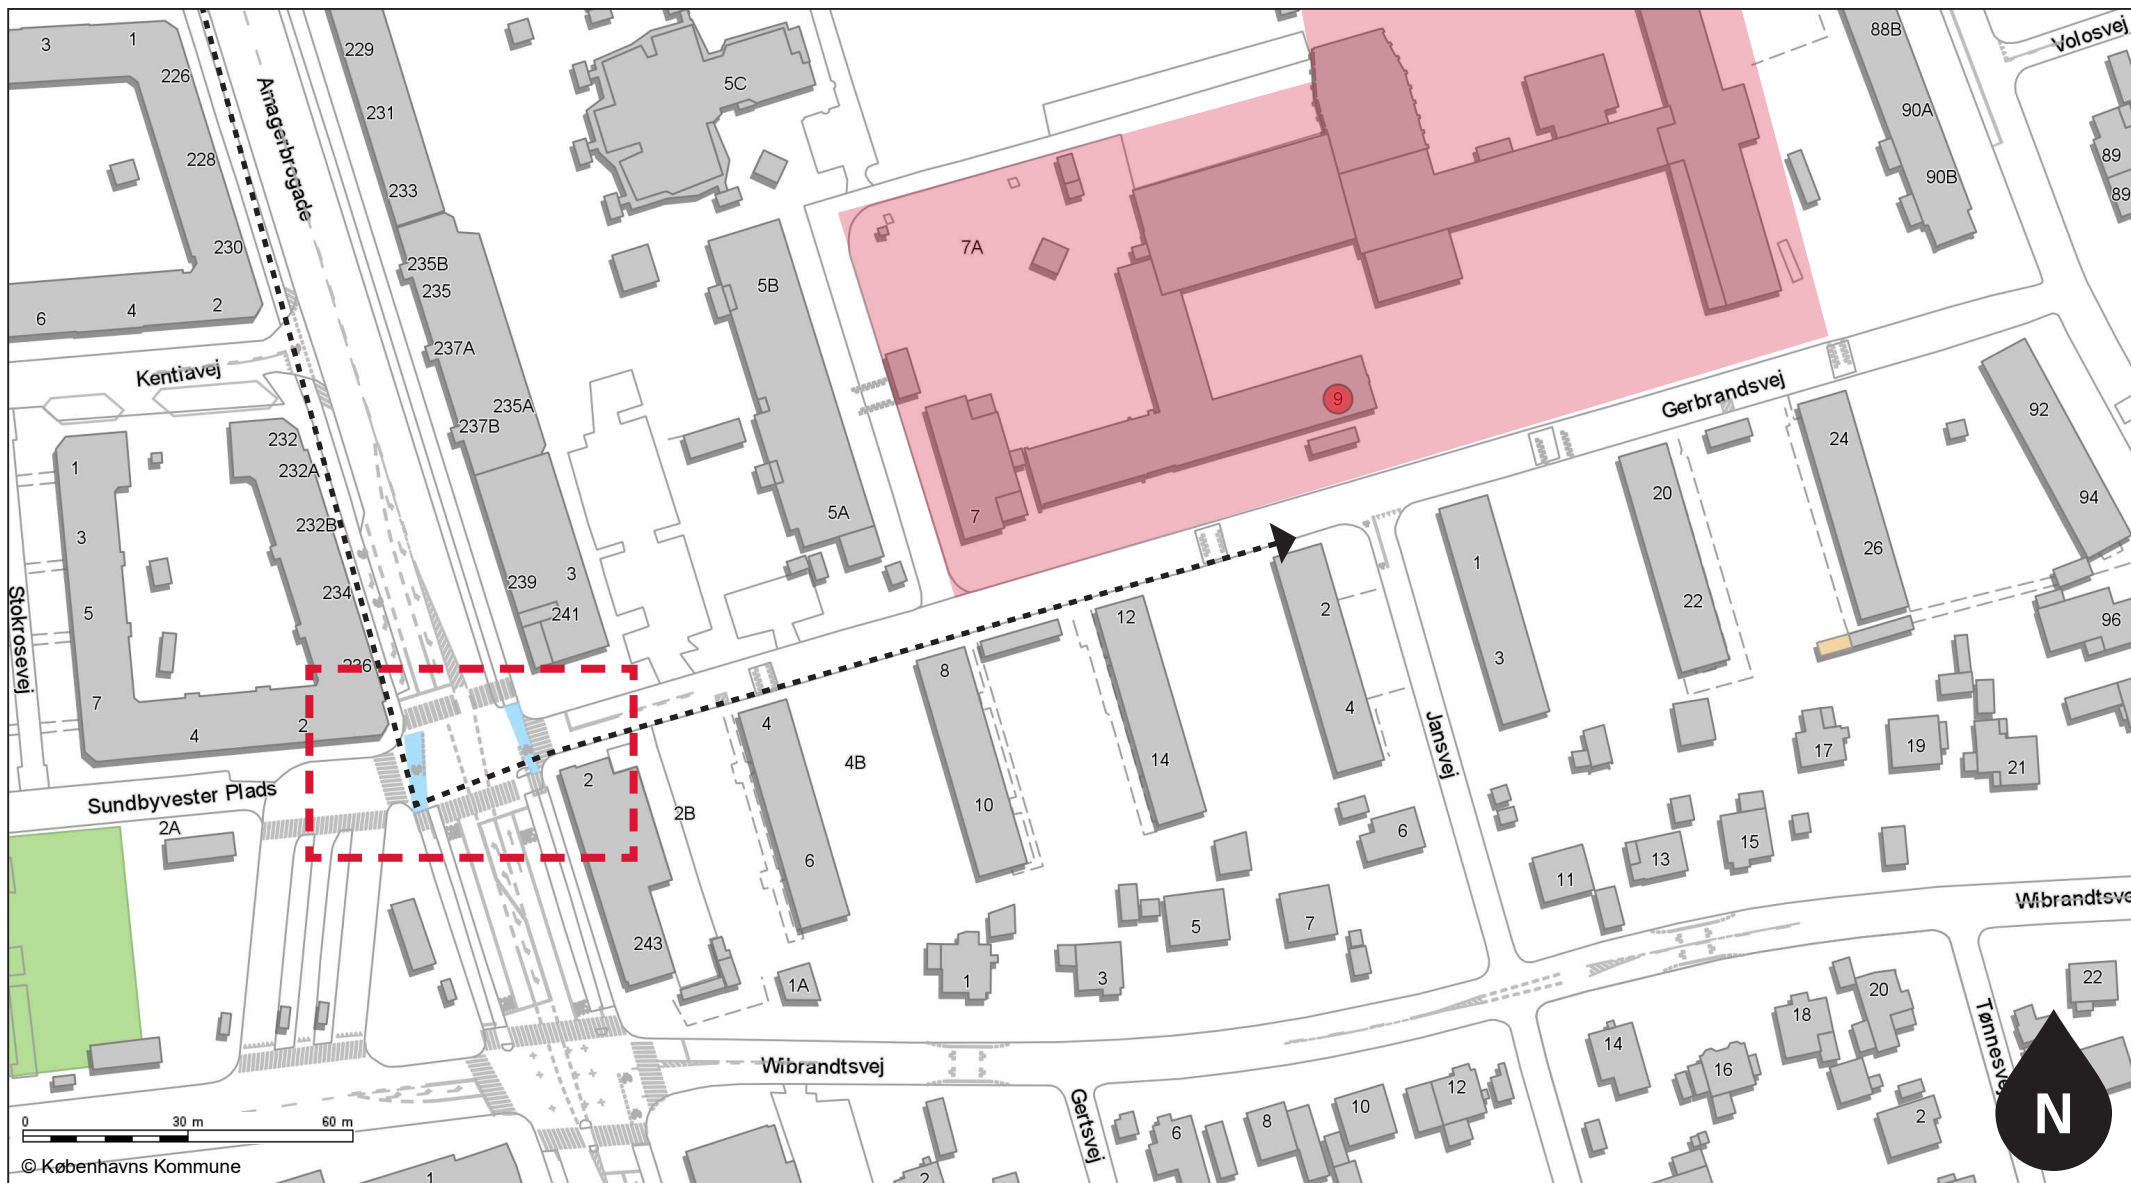 3
1
226
229
88B
Volosvej
5C
Amagerbrogade
231
90A
228
89
233
90B
89
230
7A
235B
235
5B
6
4
2
237A
Kentiavej
235A
9
Gerbrandsvej
92
237B
232
24
1
232A
20
94
5A
7
232B
3
1
26
239
3
234
Stokrosevej
5
241
12
2
22
96
236
8
3
7
4
2
4
4
Jansvej
17
19
21
14
4B
Sundbyvester Plads
2
2A
2B
10
6
15
13
6
11
Wibrandtsve
5
7
243
1A
1
3
22
20
18
Tønnesvej
14
Wibrandtsvej
16
12
Gertsvej
10
8
6
2
N
0
30 m
60 m
© Københavns Kommune
1
2